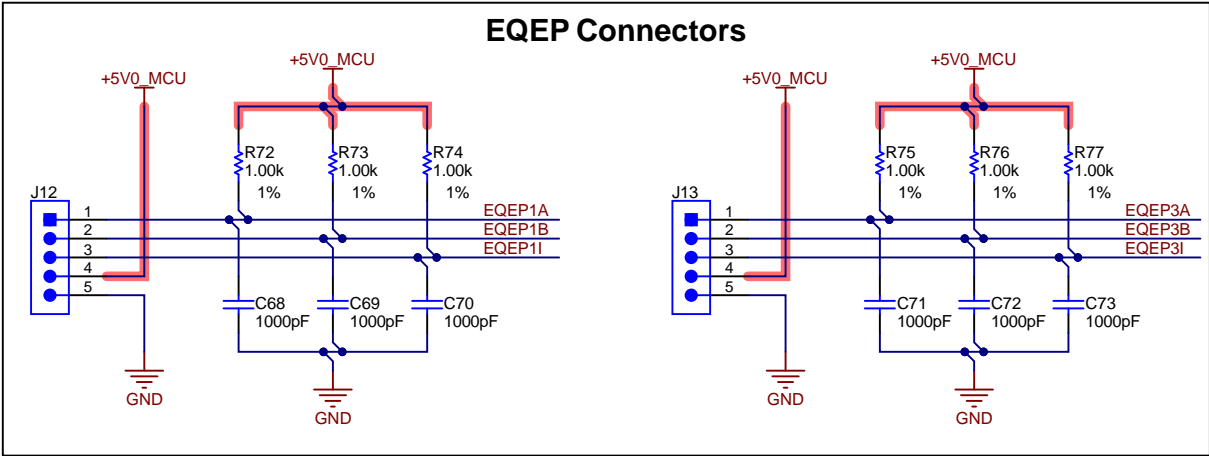 EQEP Connectors
+5V0_MCU
+5V0_MCU
+5V0_MCU
+5V0_MCU
R72
1.00k
1%
R73
1.00k
1%
R74
1.00k
1%
R75
1.00k
1%
R76
1.00k
1%
R77
1.00k
1%
J12
1
2
3
4
5
EQEP1A
EQEP1B
EQEP1I
J13
1
2
3
4
5
EQEP3A
EQEP3B
EQEP3I
C68
1000pF
C69
1000pF
C70
1000pF
C71
1000pF
C72
1000pF
C73
1000pF
GND
GND
GND
GND